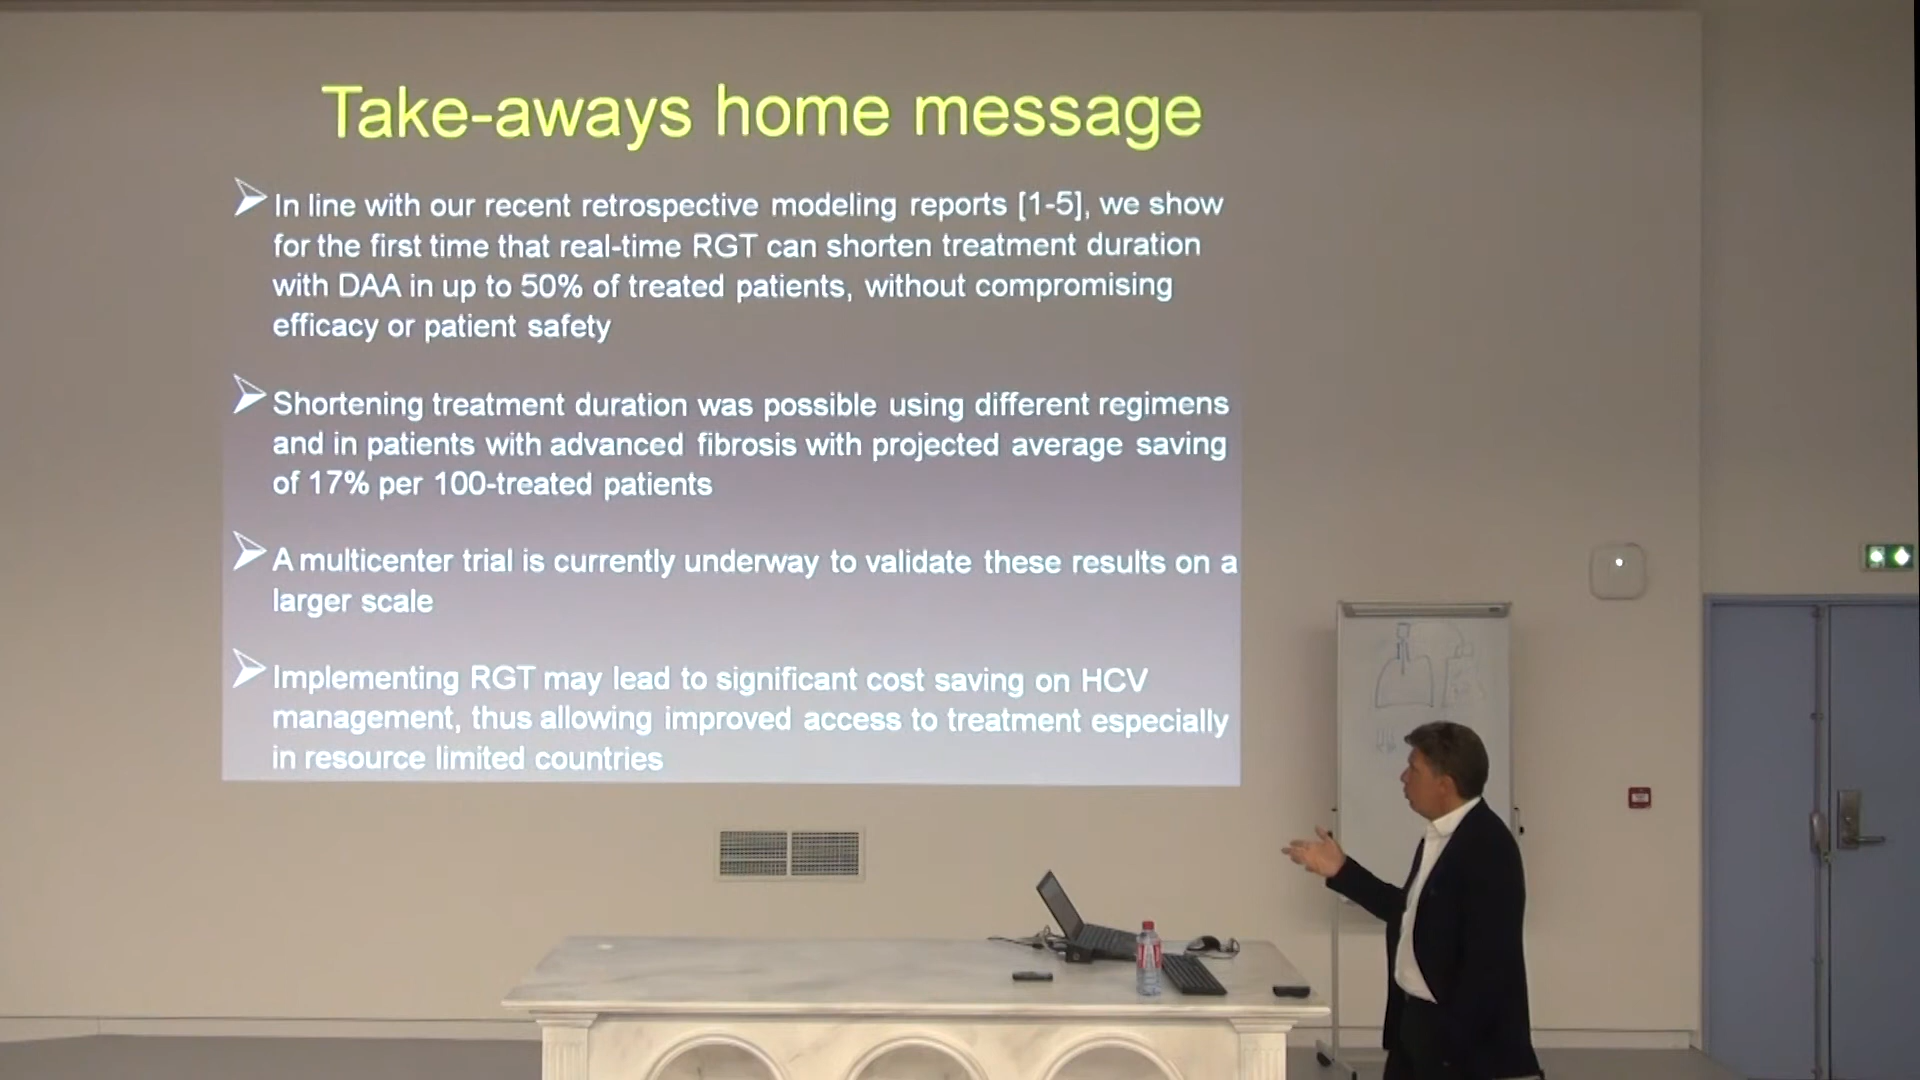 Take-aways home message
In line with our recent retrospective modeling reports [1-5], we show
for the first time that real-time RGT can shorten treatment duration
with DAA in up to 50% of treated patients, without compromising
efficacy or patient safety
Shortening treatment duration was possible using different regimens
and in patients with advanced fibrosis with projected average saving
of 17% per 100-treated patients
A multicenter trial is currently underway to validate these results on a
larger scale
Implementing RGT may lead to significant cost saving on HCV
management, thus allowing improved access to treatment especially
in resource limited countries